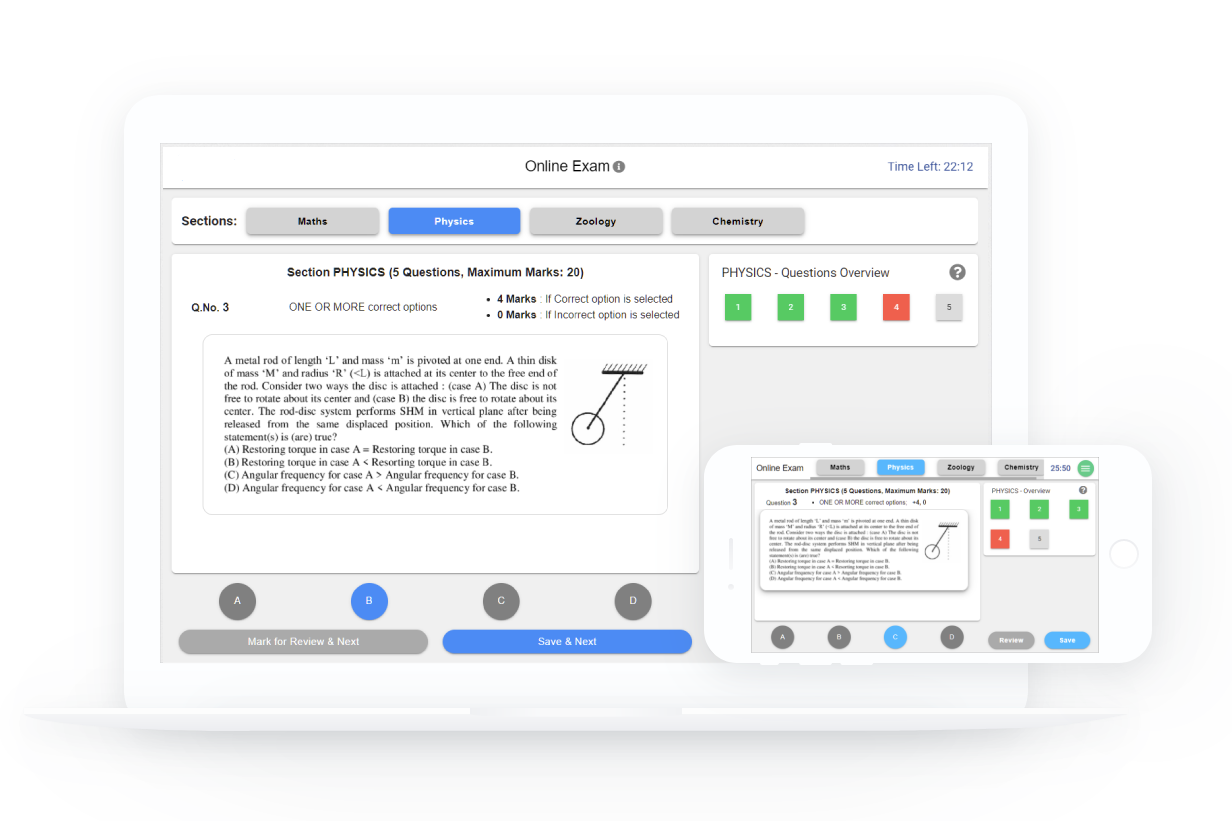 Online Exam
Time Left: 22:12
Sections: Maths Physics Zoology Chemistry
Section PHYSICS (5 Questions, Maximum Marks: 20)
Q.No. 3
ONE OR MORE correct options
• 4 Marks : If Correct option is selected
• 0 Marks : If Incorrect option is selected
A metal rod of length ‘L’ and mass ‘m’ is pivoted at one end. A thin disk
of mass ‘M’ and radius ‘R’ (<L) is attached at its center to the free end of
the rod. Consider two ways the disc is attached : (case A) The disc is not
free to rotate about its center and (case B) the disc is free to rotate about its
center. The rod-disc system performs SHM in vertical plane after being
released from the same displaced position. Which of the following
statement(s) is (are) true?
(A) Restoring torque in case A = Restoring torque in case B.
(B) Restoring torque in case A < Resorting torque in case B.
(C) Angular frequency for case A > Angular frequency for case B.
(D) Angular frequency for case A < Angular frequency for case B.
A B C D
Mark for Review & Next
Save & Next
PHYSICS - Questions Overview
1 2 3 4 5
Online Exam Maths Physics Zoology Chemistry 25:50
Section PHYSICS (5 Questions, Maximum Marks: 20)
Question 3 • ONE OR MORE correct options; +4, 0
A metal rod of length ‘L’ and mass ‘m’ is pivoted at one end. A thin disk
of mass ‘M’ and radius ‘R’ (<L) is attached at its center to the free end of
the rod. Consider two ways the disc is attached : (case A) The disc is not
free to rotate about its center and (case B) the disc is free to rotate about its
center. The rod-disc system performs SHM in vertical plane after being
released from the same displaced position. Which of the following
statement(s) is (are) true?
(A) Restoring torque in case A = Restoring torque in case B.
(B) Restoring torque in case A < Resorting torque in case B.
(C) Angular frequency for case A > Angular frequency for case B.
(D) Angular frequency for case A < Angular frequency for case B.
A B C D
PHYSICS - Overview
1 2 3
4 5
Review Save